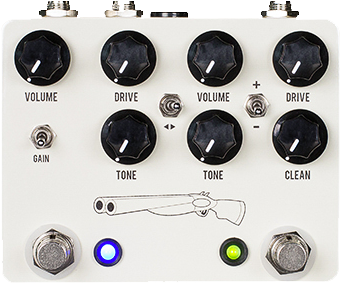 VOLUME DRIVE VOLUME + DRIVE
◂▸ −
GAIN
TONE TONE CLEAN